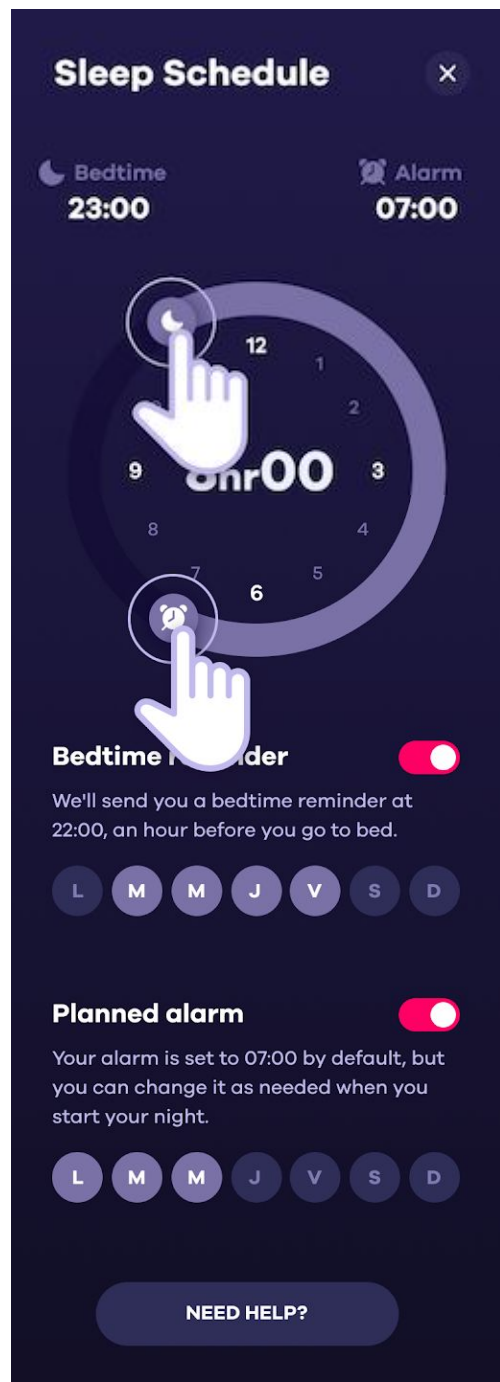 Sleep Schedule
Bedtime
Alarm
23:00
07:00
12
1
2
9
00
3
8
4
7
5
6
Bedtime
We'll send you a bedtime reminder at
22:00, an hour before you go to bed.
L M M J V S D
Planned alarm
Your alarm is set to 07:00 by default, but
you can change it as needed when you
start your night.
L M M J V S D
NEED HELP?